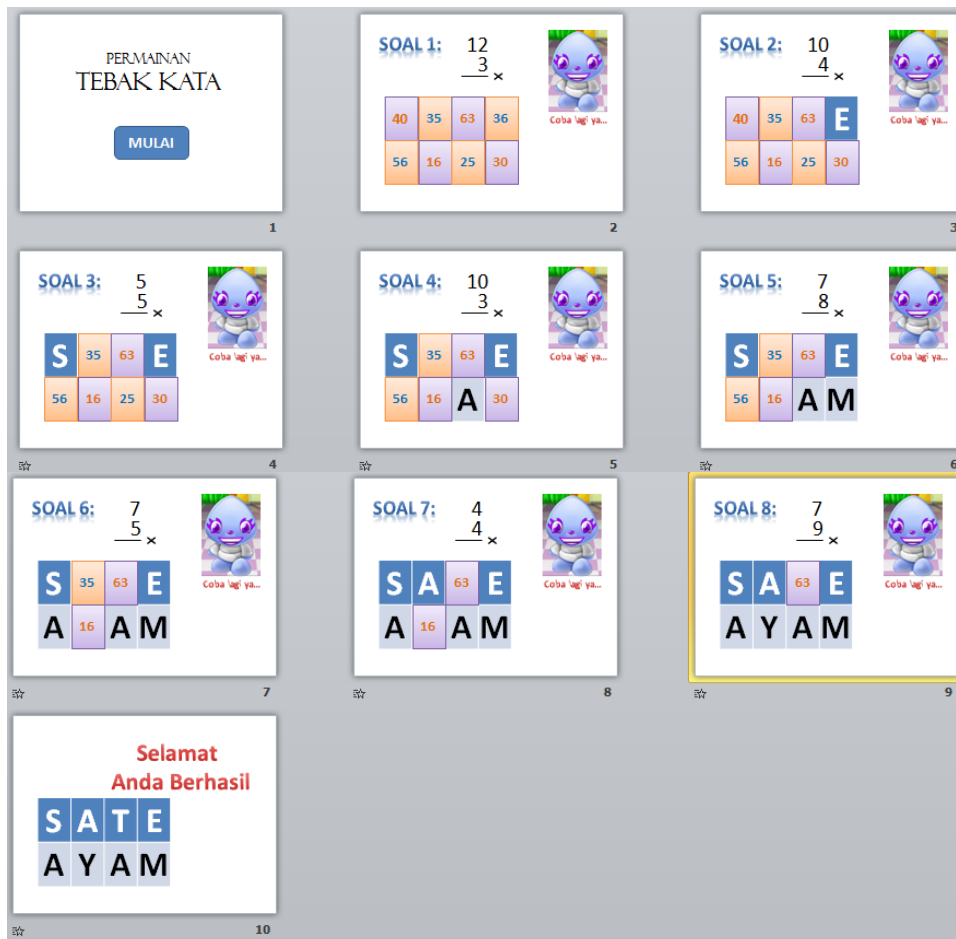 PERMAINAN
TEBAK KATA
MULAI
1
SOAL 1: 12
3 x
40 35 63 36
56 16 25 30
Coba lagi ya...
2
SOAL 2: 10
4 x
40 35 63 E
56 16 25 30
Coba lagi ya...
3
SOAL 3: 5
5 x
S 35 63 E
56 16 25 30
Coba lagi ya...
4
SOAL 4: 10
3 x
S 35 63 E
56 16 A 30
Coba lagi ya...
5
SOAL 5: 7
8 x
S 35 63 E
56 16 A M
Coba lagi ya...
6
SOAL 6: 7
5 x
S 35 63 E
A 16 A M
Coba lagi ya...
7
SOAL 7: 4
4 x
S A 63 E
A 16 A M
Coba lagi ya...
8
SOAL 8: 7
9 x
S A 63 E
A Y A M
Coba lagi ya...
9
Selamat
Anda Berhasil
S A T E
A Y A M
10